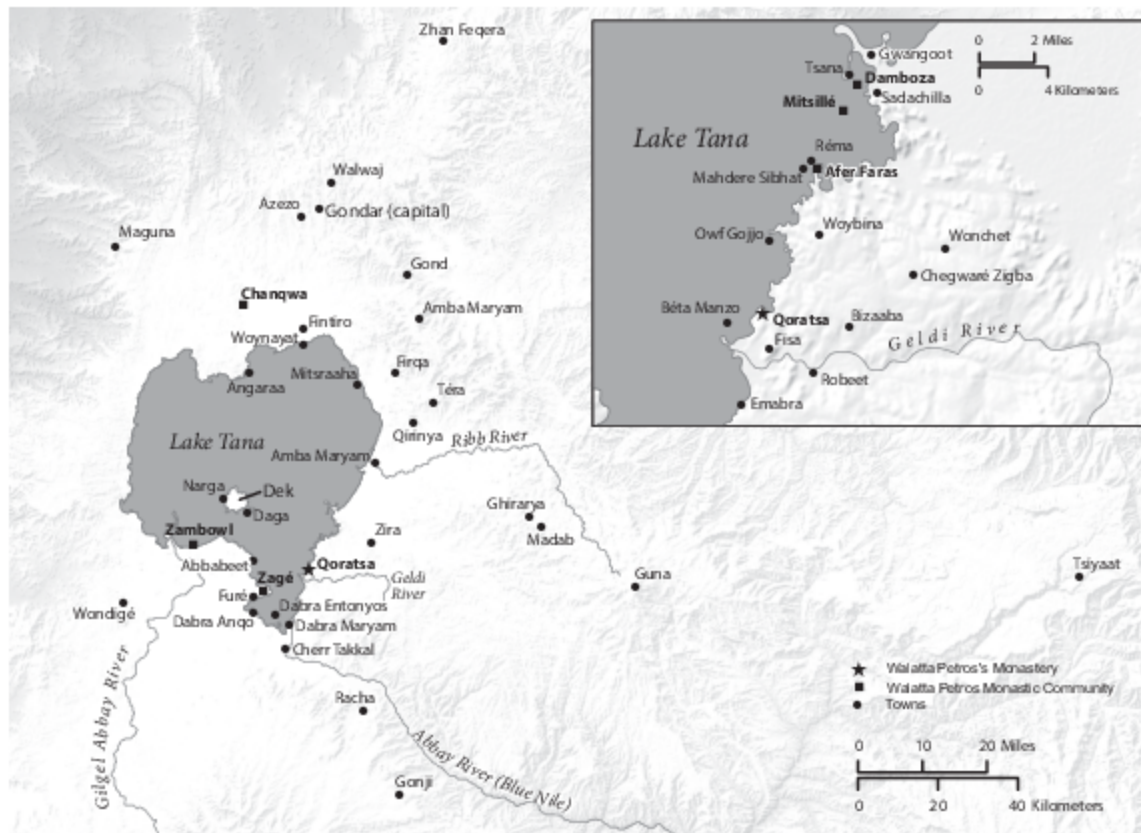 Zhan Feqera
Walwaj
Azezo
Gondar (capital)
Maguna
Gond
Chanqwa
Amba Maryam
Fintiro
Woynayat
Firqa
Angaraa
Mitsraaha
Téra
Qirinya
Lake Tana
Ribb River
Amba Maryam
Narga
Dek
Daga
Ghirarya
Madab
Zambowl
Zira
Abbabeet
Qoratsa
Zagé
Geldi
River
Guna
Tsiyaat
Furé
Wondigé
Dabra Entonyos
Dabra Anqo
Dabra Maryam
Cherr Takkal
Racha
Gilgel Abbay River
Abbay River (Blue Nile)
Gonji
0 2 Miles
0 4 Kilometers
Gwangoot
Tsana
Damboza
Sadachilla
Mitsillé
Lake Tana
Réma
Mahdere Sibhat
Afer Faras
Owf Gojjo
Woybina
Wonchet
Chegwaré Zigba
Béta Manzo
Qoratsa
Bizaaba
Fisa
Geldi River
Robeet
Emabra
Walatta Petros's Monastery
Walatta Petros Monastic Community
Towns
0 10 20 Miles
0 20 40 Kilometers